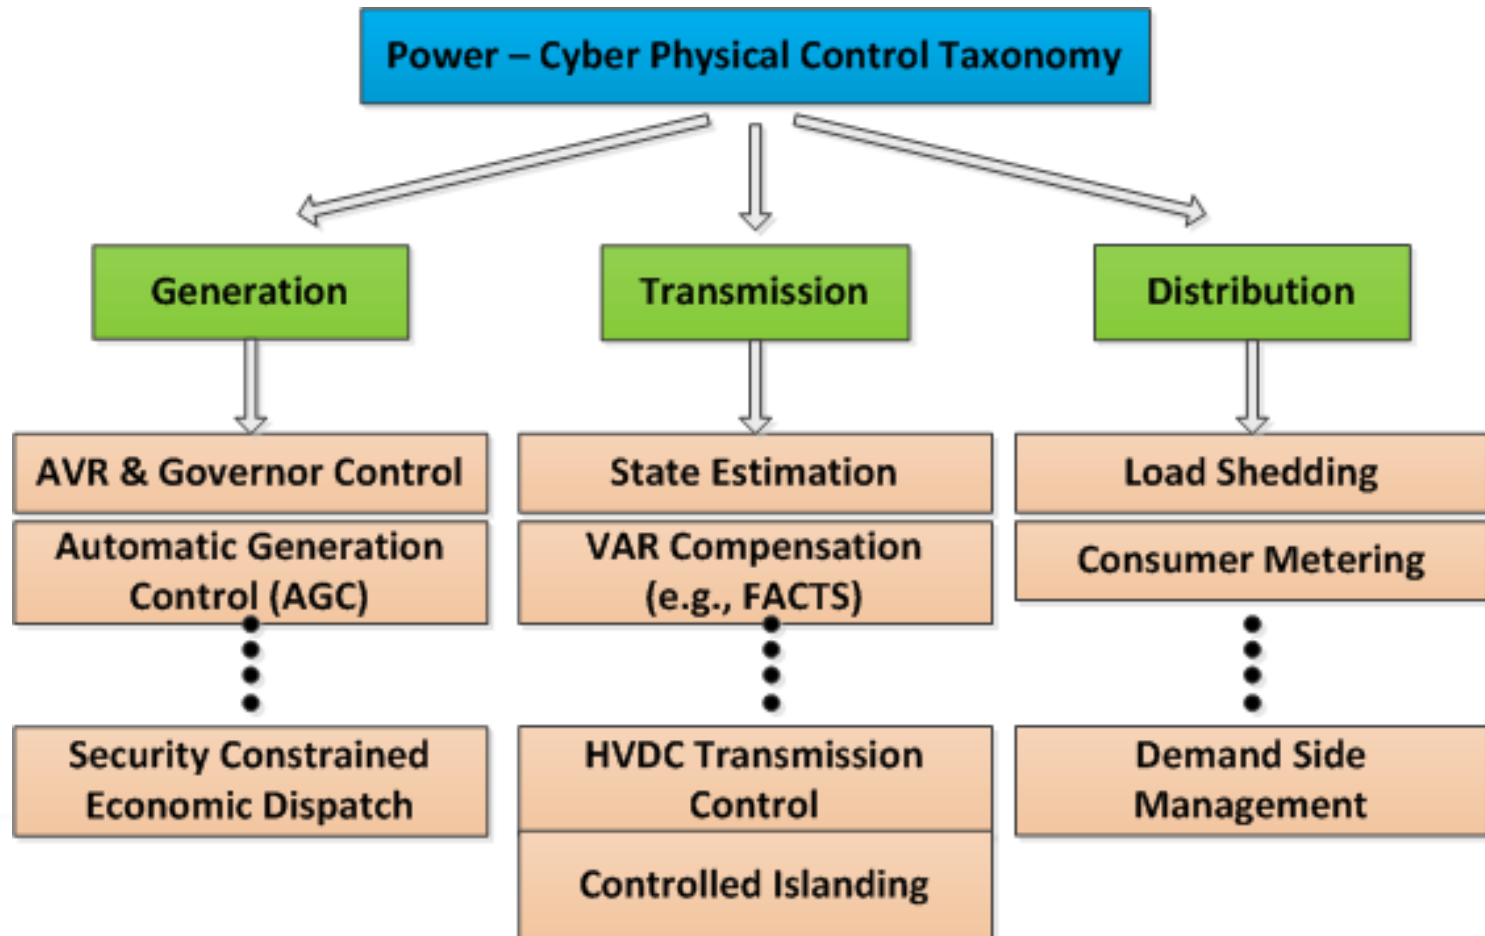 Power – Cyber Physical Control Taxonomy
Generation
Transmission
Distribution
AVR & Governor Control
Automatic Generation
Control (AGC)
Security Constrained
Economic Dispatch
State Estimation
VAR Compensation
(e.g., FACTS)
HVDC Transmission
Control
Controlled Islanding
Load Shedding
Consumer Metering
Demand Side
Management